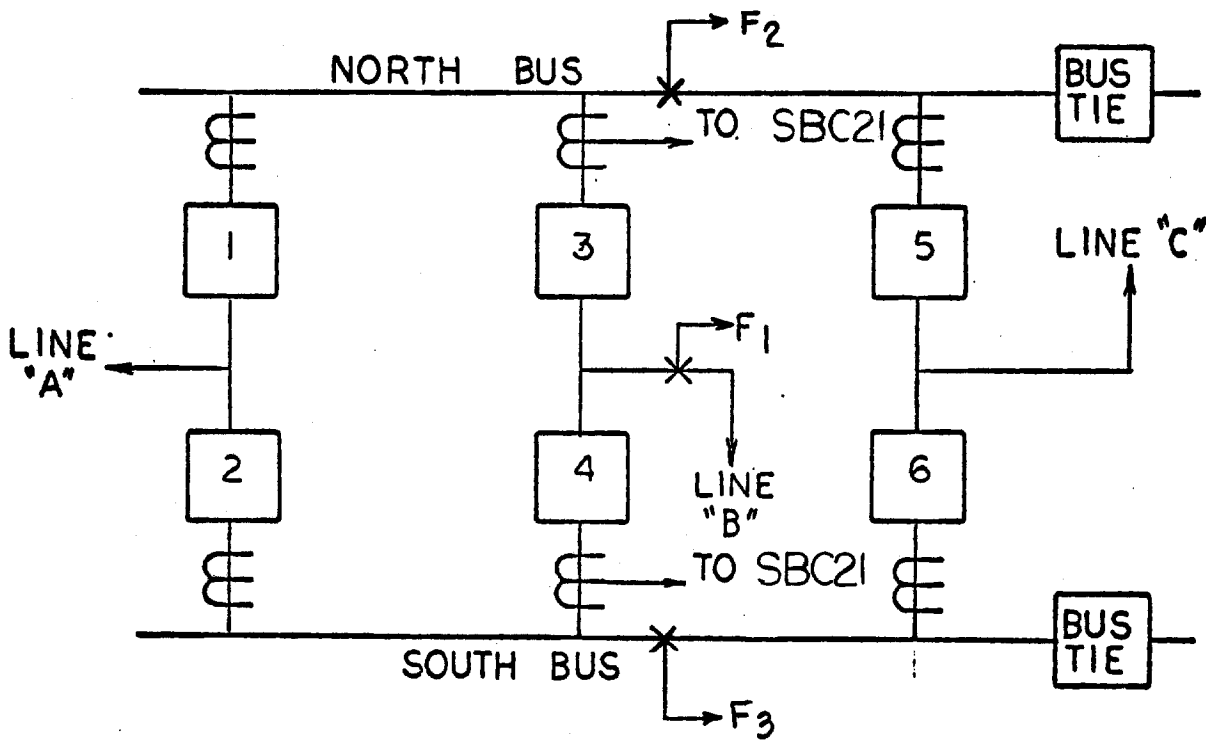 F2
NORTH BUS
BUS
TIE
TO. SBC21
1
3
5
LINE "C"
LINE
"A"
F1
2
4
6
LINE
"B"
TO SBC21
BUS
TIE
SOUTH BUS
F3